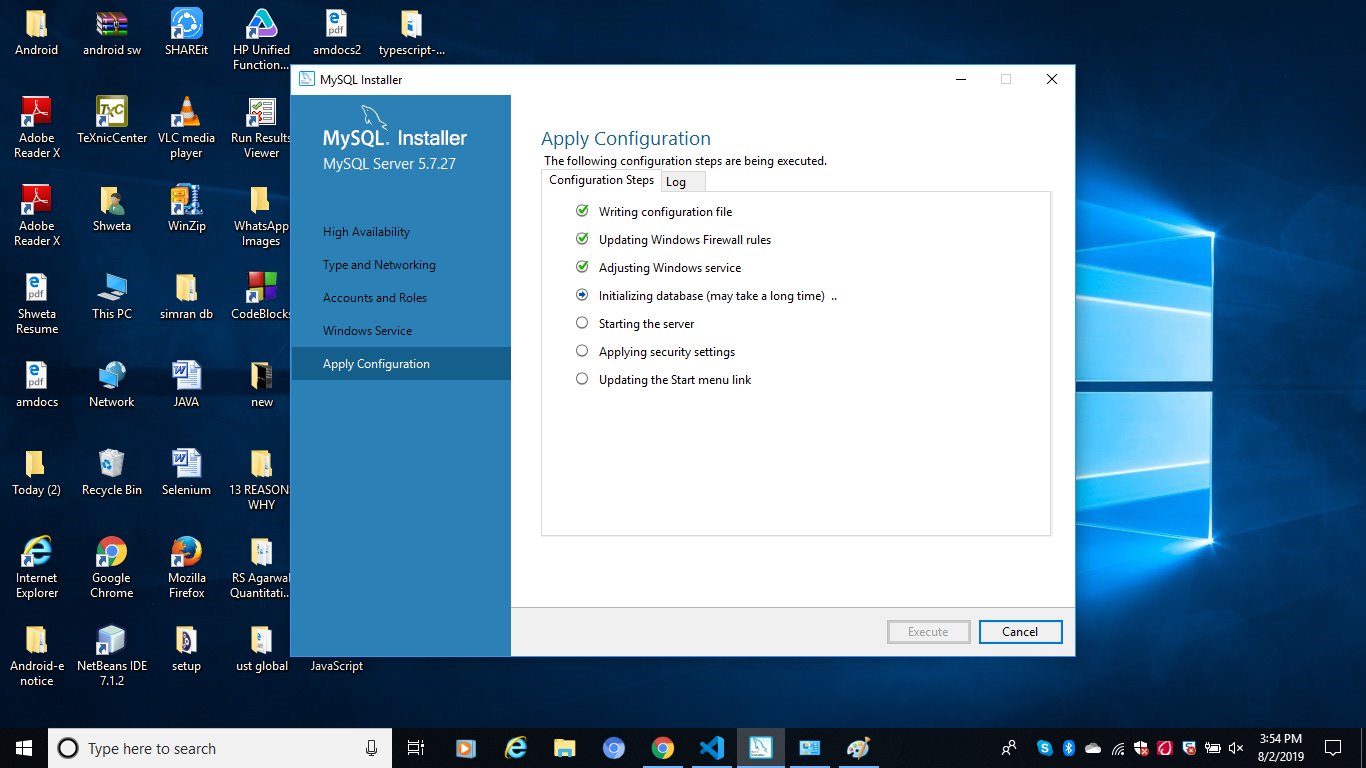 Android
android sw
SHAREit
HP Unified
Function...
amdocs2
typescript-...
Adobe
Reader X
TeXnicCenter
VLC media
player
Run Results
Viewer
Adobe
Reader X
Shweta
WinZip
WhatsApp
Images
Shweta
Resume
This PC
simran db
CodeBlocks
amdocs
Network
JAVA
new
Today (2)
Recycle Bin
Selenium
13 REASON
WHY
Internet
Explorer
Google
Chrome
Mozilla
Firefox
RS Agarwal
Quantitati...
Android-e
notice
NetBeans IDE
7.1.2
setup
ust global
JavaScript
MySQL Installer
MySQL. Installer
MySQL Server 5.7.27
High Availability
Type and Networking
Accounts and Roles
Windows Service
Apply Configuration
Apply Configuration
The following configuration steps are being executed.
Configuration Steps
Log
Writing configuration file
Updating Windows Firewall rules
Adjusting Windows service
Initializing database (may take a long time) ..
Starting the server
Applying security settings
Updating the Start menu link
Execute
Cancel
Type here to search
3:54 PM
8/2/2019